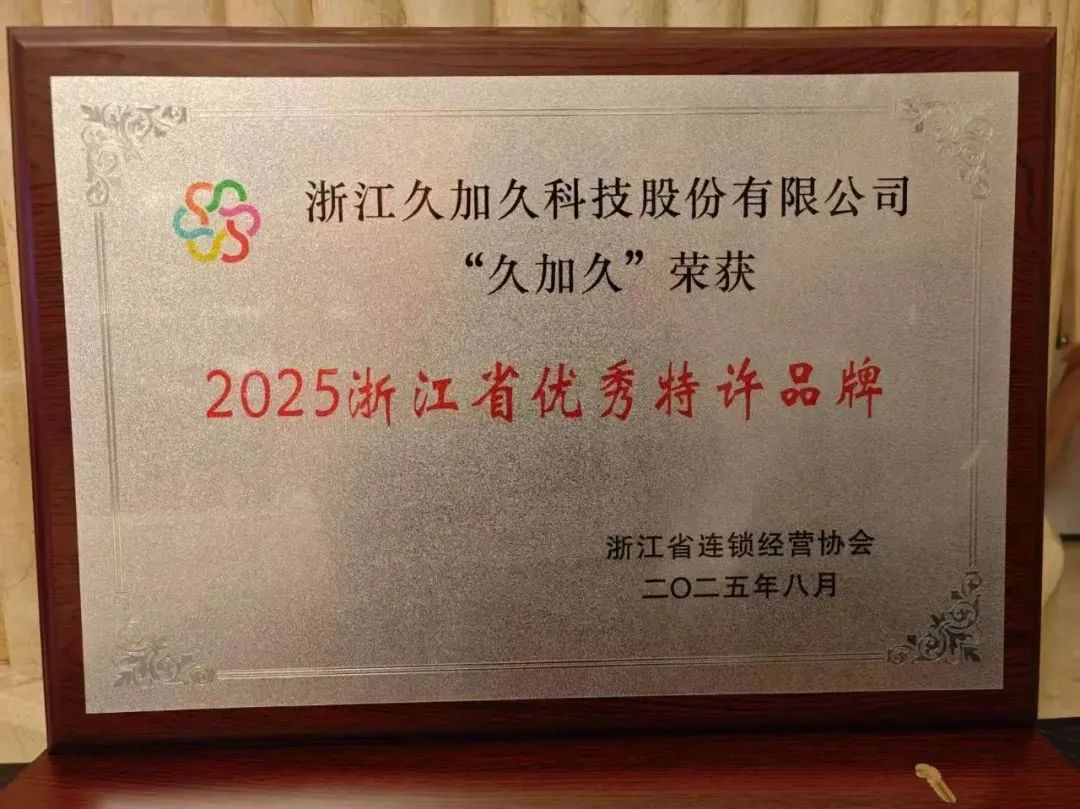 浙江久加久科技股份有限公司
“久加久”荣获
2025浙江省优秀特许品牌
浙江省连锁经营协会
二〇二五年八月